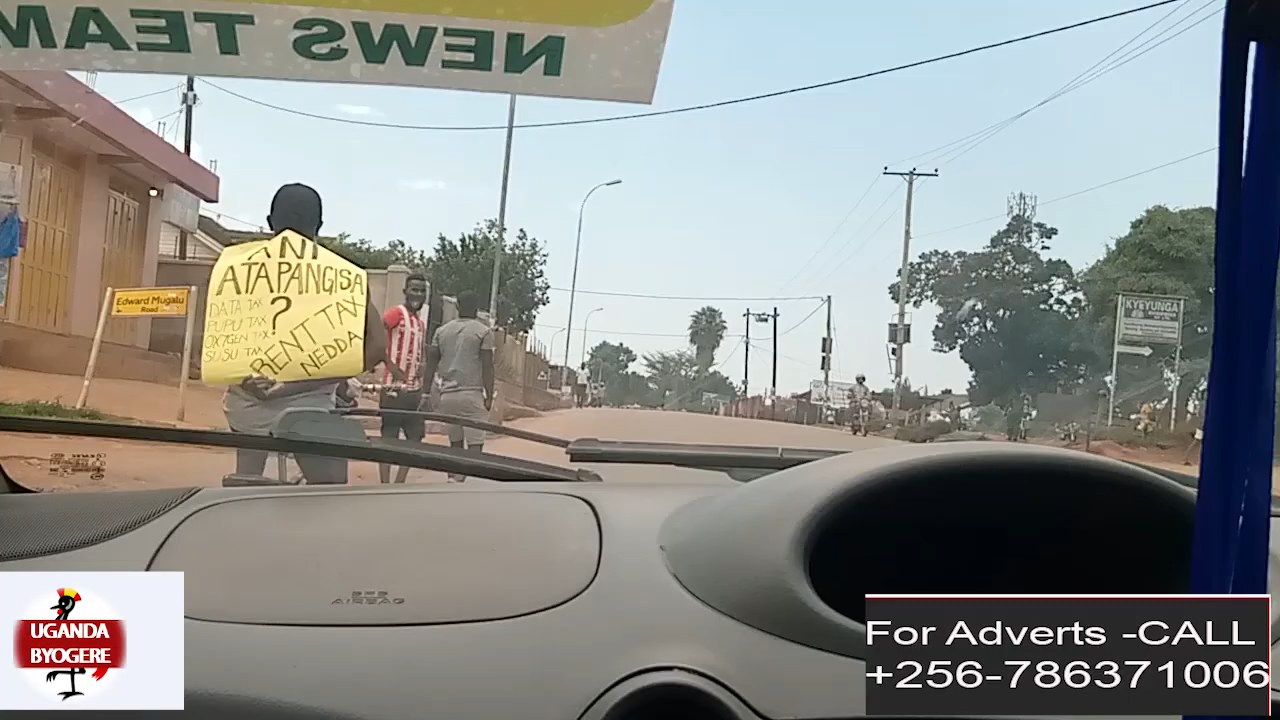 NEWS TEAM
ANI
ATAPANGISA
?
DATA TAX
PUPU TAX
OXYGEN TAX
SUSU TAX
RENT TAX
NEDDA
Edward Mugalu
Road
KYEYUNGA
AIRBAG
UGANDA
BYOGERE
For Adverts -CALL
+256-786371006